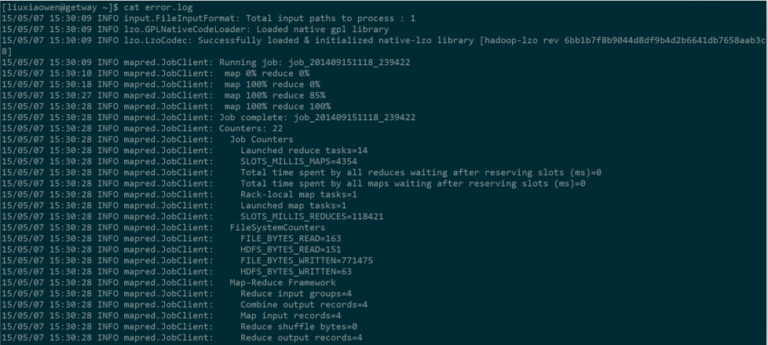 [liuxiaowen@getway ~]$ cat error.log
15/05/07 15:30:09 INFO input.FileInputFormat: Total input paths to process : 1
15/05/07 15:30:09 INFO lzo.GPLNativeCodeLoader: Loaded native gpl library
15/05/07 15:30:09 INFO lzo.LzoCodec: Successfully loaded & initialized native-lzo library [hadoop-lzo rev 6bb1b7f8b9044d8df9b4d2b6641db7658aab3c
8]
15/05/07 15:30:09 INFO mapred.JobClient: Running job: job_201409151118_239422
15/05/07 15:30:10 INFO mapred.JobClient:  map 0% reduce 0%
15/05/07 15:30:18 INFO mapred.JobClient:  map 100% reduce 0%
15/05/07 15:30:27 INFO mapred.JobClient:  map 100% reduce 85%
15/05/07 15:30:28 INFO mapred.JobClient:  map 100% reduce 100%
15/05/07 15:30:28 INFO mapred.JobClient: Job complete: job_201409151118_239422
15/05/07 15:30:28 INFO mapred.JobClient: Counters: 22
15/05/07 15:30:28 INFO mapred.JobClient:   Job Counters
15/05/07 15:30:28 INFO mapred.JobClient:     Launched reduce tasks=14
15/05/07 15:30:28 INFO mapred.JobClient:     SLOTS_MILLIS_MAPS=4354
15/05/07 15:30:28 INFO mapred.JobClient:     Total time spent by all reduces waiting after reserving slots (ms)=0
15/05/07 15:30:28 INFO mapred.JobClient:     Total time spent by all maps waiting after reserving slots (ms)=0
15/05/07 15:30:28 INFO mapred.JobClient:     Rack-local map tasks=1
15/05/07 15:30:28 INFO mapred.JobClient:     Launched map tasks=1
15/05/07 15:30:28 INFO mapred.JobClient:     SLOTS_MILLIS_REDUCES=118421
15/05/07 15:30:28 INFO mapred.JobClient:   FileSystemCounters
15/05/07 15:30:28 INFO mapred.JobClient:     FILE_BYTES_READ=163
15/05/07 15:30:28 INFO mapred.JobClient:     HDFS_BYTES_READ=151
15/05/07 15:30:28 INFO mapred.JobClient:     FILE_BYTES_WRITTEN=771475
15/05/07 15:30:28 INFO mapred.JobClient:     HDFS_BYTES_WRITTEN=63
15/05/07 15:30:28 INFO mapred.JobClient:   Map-Reduce Framework
15/05/07 15:30:28 INFO mapred.JobClient:     Reduce input groups=4
15/05/07 15:30:28 INFO mapred.JobClient:     Combine output records=4
15/05/07 15:30:28 INFO mapred.JobClient:     Map input records=4
15/05/07 15:30:28 INFO mapred.JobClient:     Reduce shuffle bytes=0
15/05/07 15:30:28 INFO mapred.JobClient:     Reduce output records=4